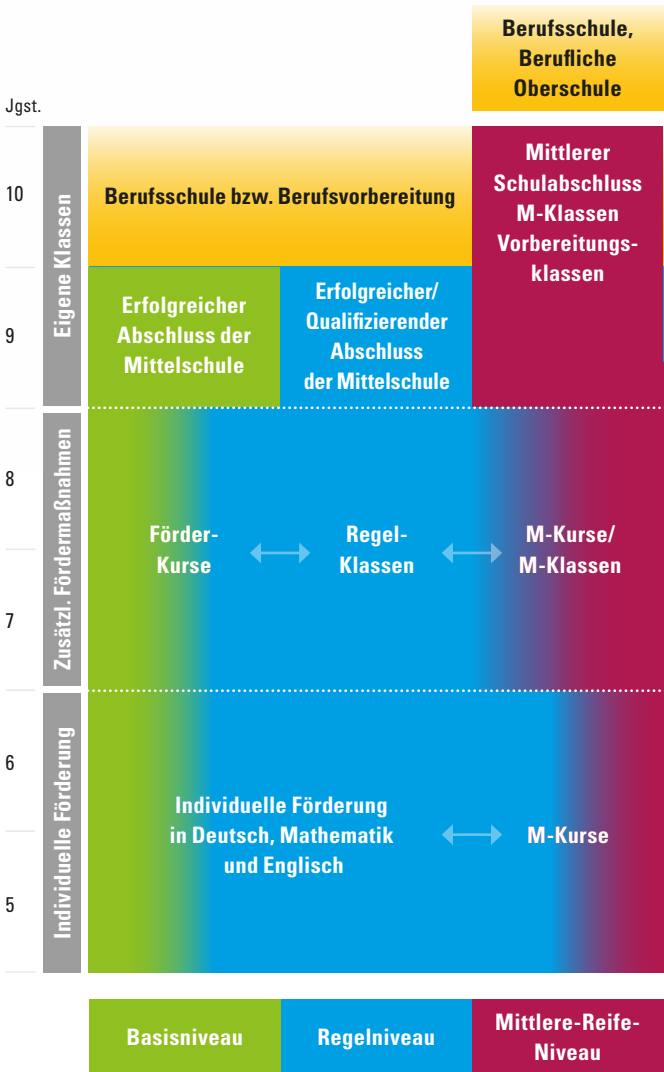 Berufsschule,
Berufliche
Oberschule
Jgst.
10
Eigene Klassen
Berufsschule bzw. Berufsvorbereitung
Mittlerer
Schulabschluss
M-Klassen
Vorbereitungs-
klassen
9
Erfolgreicher
Abschluss der
Mittelschule
Erfolgreicher/
Qualifizierender
Abschluss
der Mittelschule
8
Zusätzl. Fördermaßnahmen
Förder-
Kurse
Regel-
Klassen
M-Kurse/
M-Klassen
7
6
Individuelle Förderung
Individuelle Förderung
in Deutsch, Mathematik
und Englisch
M-Kurse
5
Basisniveau
Regelniveau
Mittlere-Reife-
Niveau